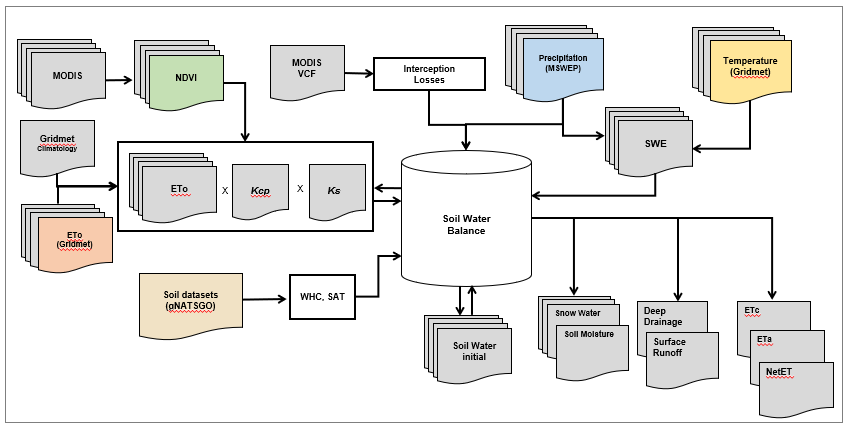 MODIS
NDVI
MODIS
VCF
Interception
Losses
Precipitation
(MSWEP)
Temperature
(Gridmet)
Gridmet
Climatology
SWE
ETo
X
Kcp
X
Ks
ETo
(Gridmet)
Soil Water
Balance
Soil datasets
(gNATSGO)
WHC, SAT
Soil Water
initial
Snow Water
Soil Moisture
Deep
Drainage
Surface
Runoff
ETc
ETa
NetET